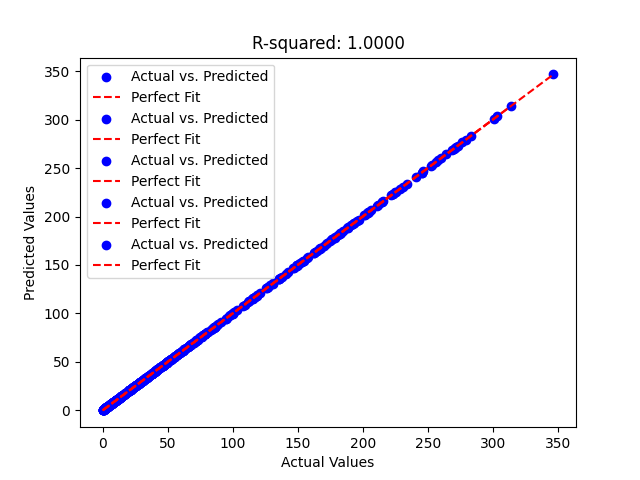 R-squared: 1.0000
350
300
250
200
150
100
50
0
Predicted Values
Actual vs. Predicted
Perfect Fit
Actual vs. Predicted
Perfect Fit
Actual vs. Predicted
Perfect Fit
Actual vs. Predicted
Perfect Fit
Actual vs. Predicted
Perfect Fit
0 50 100 150 200 250 300 350
Actual Values